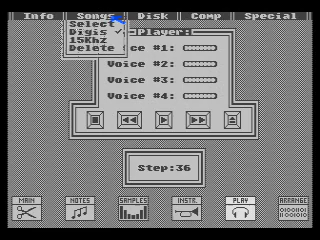 Info Songs Disk Comp Special
Select
Digis ✓ Player:
15Khz
Delete Voice #1:
Voice #2:
Voice #3:
Voice #4:
Step:36
MAIN NOTES SAMPLES INSTR. PLAY ARRANGE